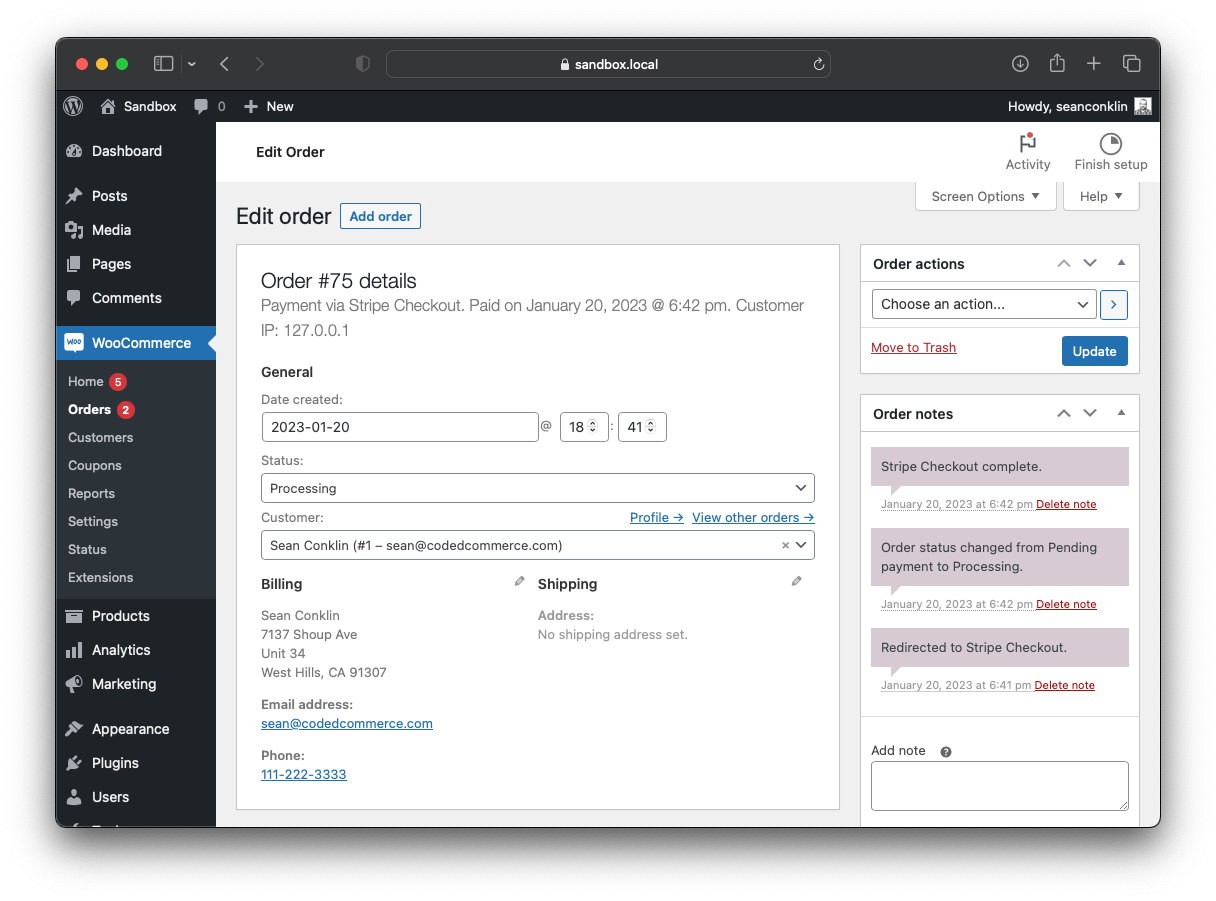 sandbox.local
Sandbox 0 New Howdy, seanconklin
Dashboard
Posts
Media
Pages
Comments
WOO WooCommerce
Home 5
Orders 2
Customers
Coupons
Reports
Settings
Status
Extensions
Products
Analytics
Marketing
Appearance
Plugins
Users
Edit Order
Activity
Finish setup
Screen Options ▼
Help ▼
Edit order Add order
Order #75 details
Payment via Stripe Checkout. Paid on January 20, 2023 @ 6:42 pm. Customer
IP: 127.0.0.1
General
Date created:
2023-01-20 @ 18 : 41
Status:
Processing
Customer: Profile → View other orders →
Sean Conklin (#1 – sean@codedcommerce.com) ×
Billing
Sean Conklin
7137 Shoup Ave
Unit 34
West Hills, CA 91307
Email address:
sean@codedcommerce.com
Phone:
111-222-3333
Shipping
Address:
No shipping address set.
Order actions
Choose an action...
Move to Trash Update
Order notes
Stripe Checkout complete.
January 20, 2023 at 6:42 pm Delete note
Order status changed from Pending
payment to Processing.
January 20, 2023 at 6:42 pm Delete note
Redirected to Stripe Checkout.
January 20, 2023 at 6:41 pm Delete note
Add note ?